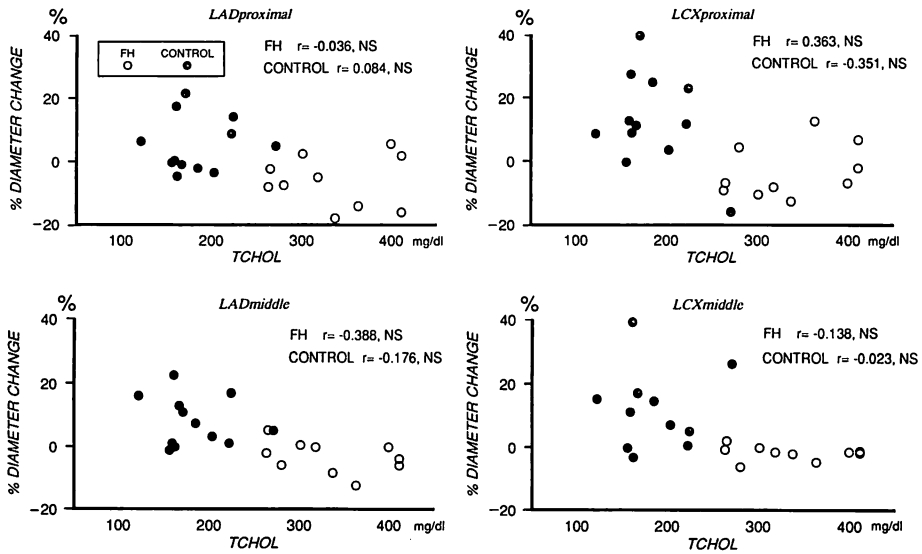 LADproximal
%
FH CONTROL
FH r= -0.036, NS
CONTROL r= 0.084, NS
% DIAMETER CHANGE
40
20
0
−20
100 200 300 400 mg/dl
TCHOL
LCXproximal
%
FH r= 0.363, NS
CONTROL r= -0.351, NS
% DIAMETER CHANGE
40
20
0
−20
100 200 300 400 mg/dl
TCHOL
LADmiddle
%
FH r= -0.388, NS
CONTROL r= -0.176, NS
% DIAMETER CHANGE
40
20
0
−20
100 200 300 400 mg/dl
TCHOL
LCXmiddle
%
FH r= -0.138, NS
CONTROL r= -0.023, NS
% DIAMETER CHANGE
40
20
0
−20
100 200 300 400 mg/dl
TCHOL